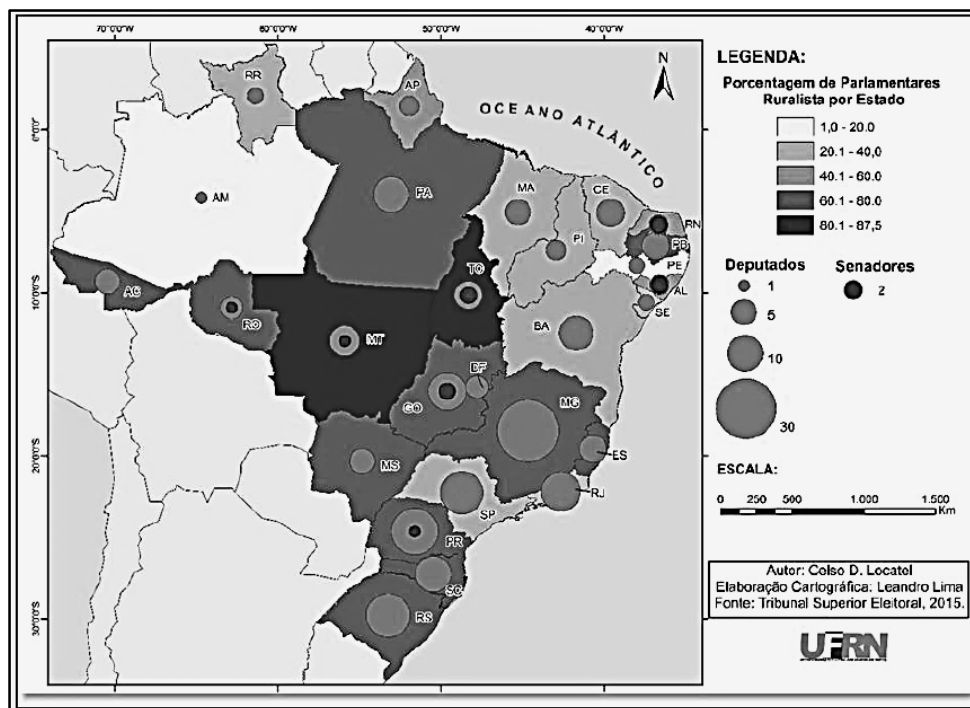 70°0'0"O
50°0'0"O
40°0'0"O
0°0'0"
10°0'0"S
20°0'0"S
30°0'0"S
N
OCEANO ATLÂNTICO
RR
AP
AM
PA
MA
CE
RN
PB
PI
PE
AL
SE
AC
RO
TO
MT
BA
DF
GO
MG
ES
MS
SP
RJ
PR
SC
RS
LEGENDA:
Porcentagem de Parlamentares
Ruralista por Estado
1,0 - 20.0
20.1 - 40,0
40.1 - 60.0
60.1 - 80.0
80.1 - 87,5
Deputados
Senadores
1
2
5
10
30
ESCALA:
0 250 500 1.000 1.500
Km
Autor: Celso D. Locatel
Elaboração Cartográfica: Leandro Lima
Fonte: Tribunal Superior Eleitoral, 2015.
UFRN